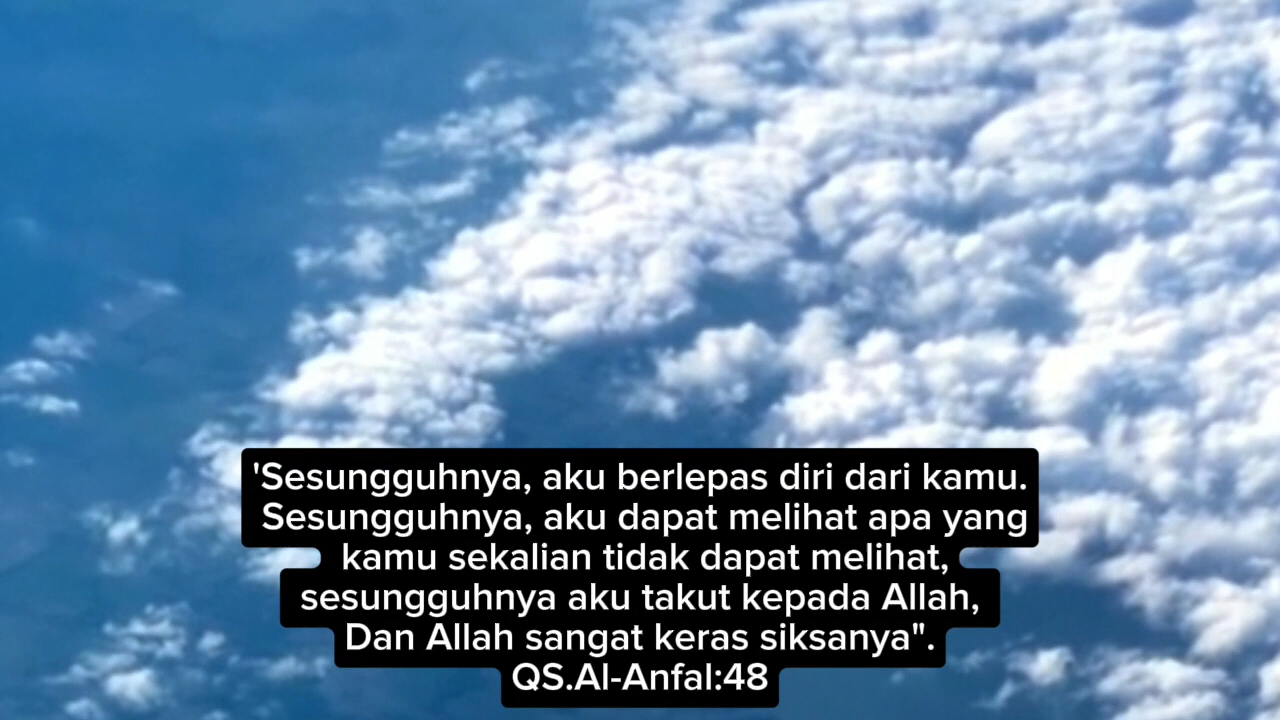 'Sesungguhnya, aku berlepas diri dari kamu.
Sesungguhnya, aku dapat melihat apa yang
kamu sekalian tidak dapat melihat,
sesungguhnya aku takut kepada Allah,
Dan Allah sangat keras siksanya".
QS.Al-Anfal:48